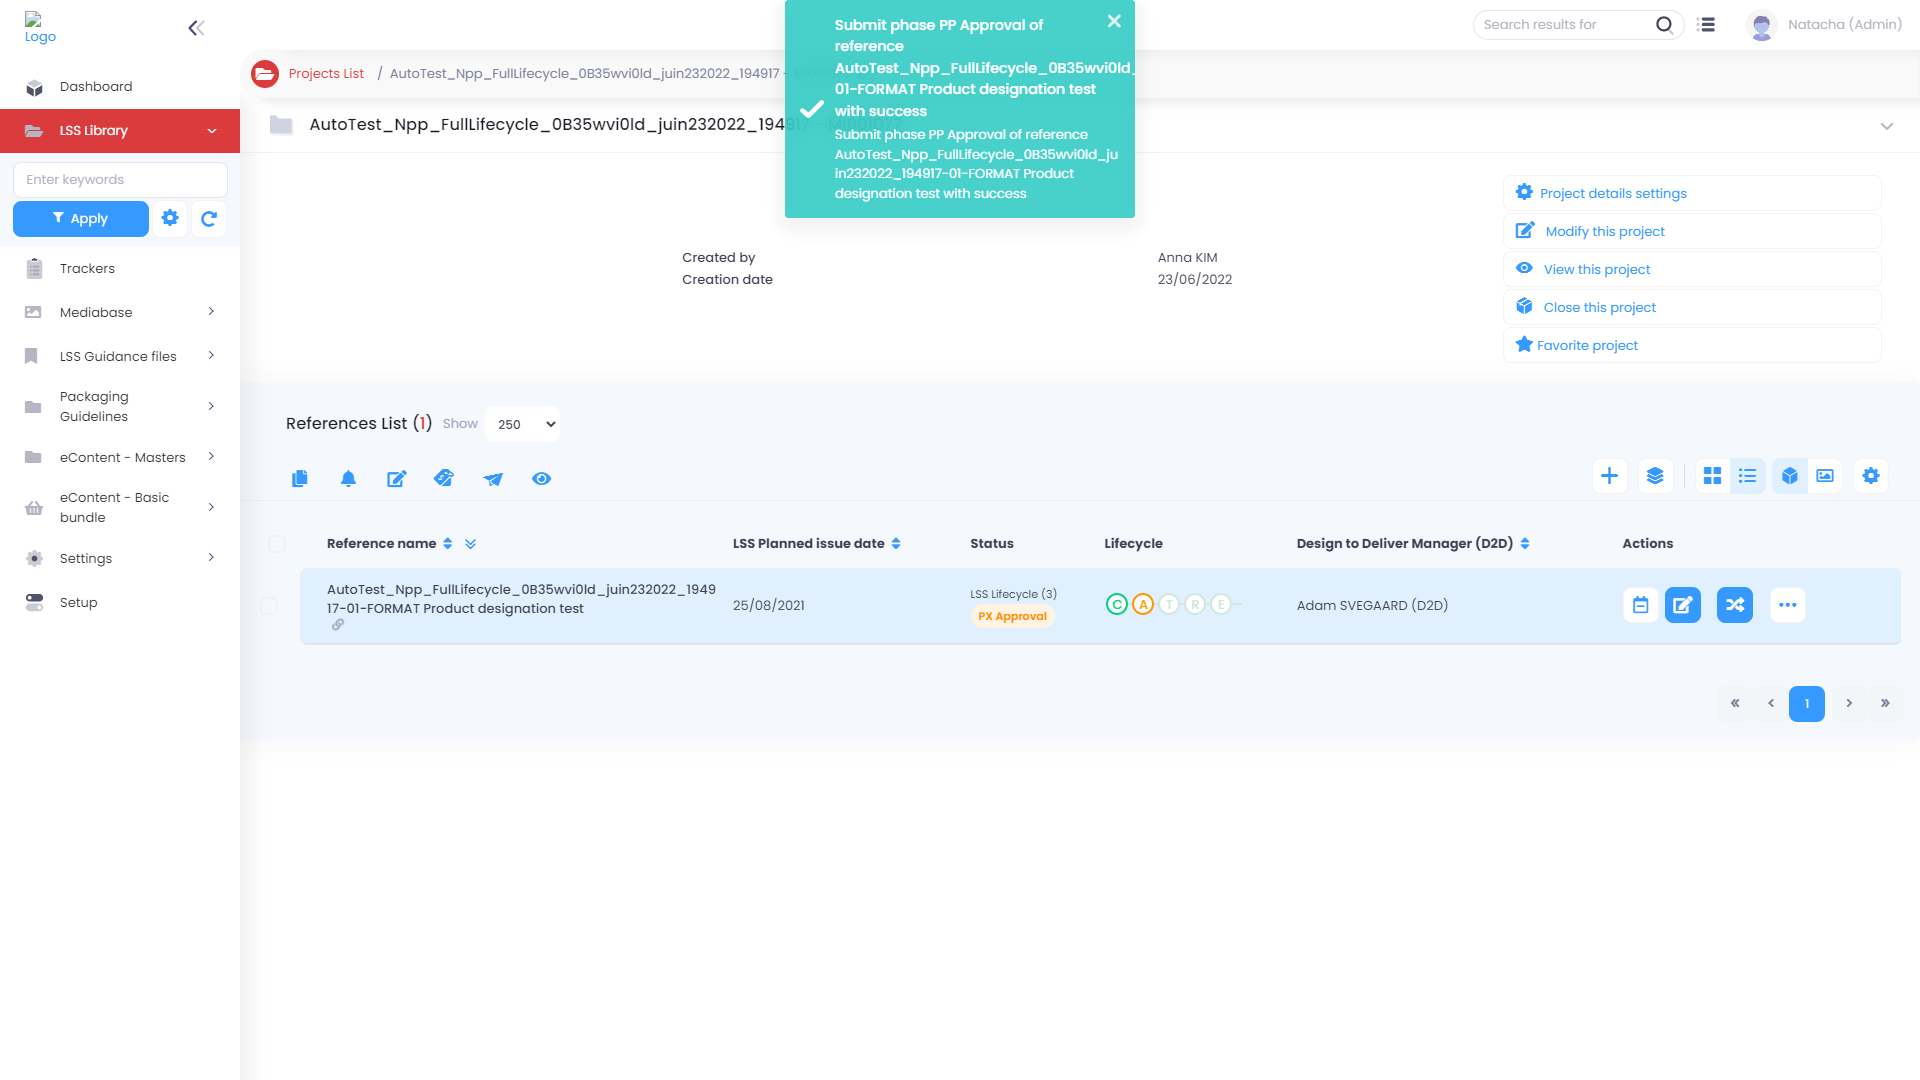 Logo
Dashboard
LSS Library
Enter keywords
Apply
Trackers
Mediabase
LSS Guidance files
Packaging
Guidelines
eContent - Masters
eContent - Basic
bundle
Settings
Setup
Search results for
Natacha (Admin)
Projects List / AutoTest_Npp_FullLifecycle_0B35wvi0ld_juin232022_194917 -
AutoTest_Npp_FullLifecycle_0B35wvi0ld_juin232022_194917 -
Submit phase PP Approval of
reference
AutoTest_Npp_FullLifecycle_0B35wvi0ld_
01-FORMAT Product designation test
with success
Submit phase PP Approval of reference
AutoTest_Npp_FullLifecycle_0B35wvi0ld_ju
in232022_194917-01-FORMAT Product
designation test with success
Created by
Anna KIM
Creation date
23/06/2022
Project details settings
Modify this project
View this project
Close this project
Favorite project
References List (1) Show 250
Reference name
LSS Planned issue date
Status
Lifecycle
Design to Deliver Manager (D2D)
Actions
AutoTest_Npp_FullLifecycle_0B35wvi0ld_juin232022_1949
17-01-FORMAT Product designation test
25/08/2021
LSS Lifecycle (3)
PX Approval
C A T R E
Adam SVEGAARD (D2D)
« ‹ 1 › »